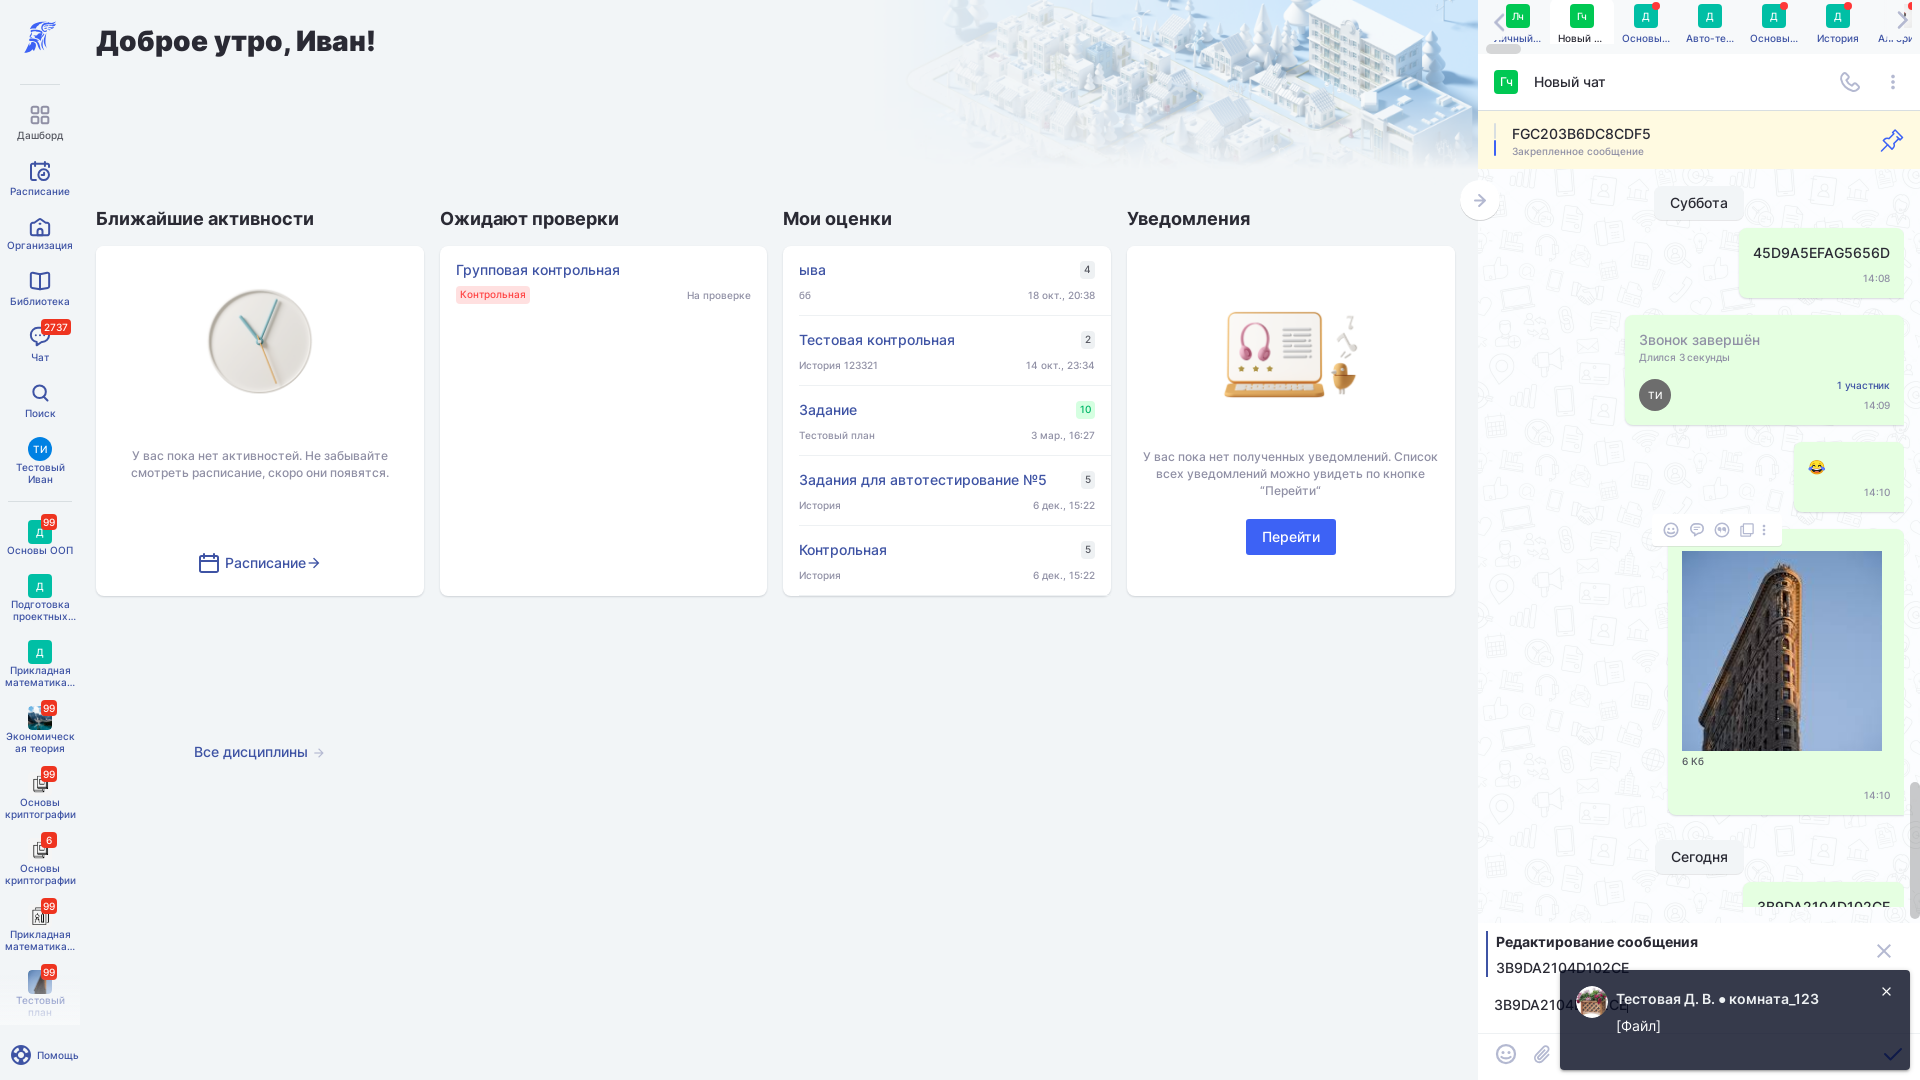 Доброе утро, Иван!
Дашборд
Расписание
Организация
Библиотека
2737
Чат
Поиск
ТИ
Тестовый
Иван
99
Д
Основы ООП
Д
Подготовка
проектных...
Д
Прикладная
математика...
99
Экономическ
ая теория
99
Основы
криптографии
6
Основы
криптографии
99
Прикладная
математика...
99
Тестовый
план
Помощь
Ближайшие активности
У вас пока нет активностей. Не забывайте
смотреть расписание, скоро они появятся.
Расписание
Ожидают проверки
Групповая контрольная
Контрольная
На проверке
Мои оценки
ыва
4
бб
18 окт., 20:38
Тестовая контрольная
2
История 123321
14 окт., 23:34
Задание
10
Тестовый план
3 мар., 16:27
Задания для автотестирование №5
5
История
6 дек., 15:22
Контрольная
5
История
6 дек., 15:22
Уведомления
У вас пока нет полученных уведомлений. Список
всех уведомлений можно увидеть по кнопке
“Перейти”
Перейти
Все дисциплины
Лч
Личный...
Гч
Новый ...
Д
Основы...
Д
Авто-те...
Д
Основы...
Д
История
Гч
Новый чат
FGC203B6DC8CDF5
Закрепленное сообщение
Суббота
45D9A5EFAG5656D
14:08
Звонок завершён
Длился 3 секунды
ТИ
1 участник
14:09
😂
14:10
6 Кб
14:10
Сегодня
3B9DA2104D102CE
Редактирование сообщения
3B9DA2104D102CE
Тестовая Д. В. ● комната_123
[Файл]